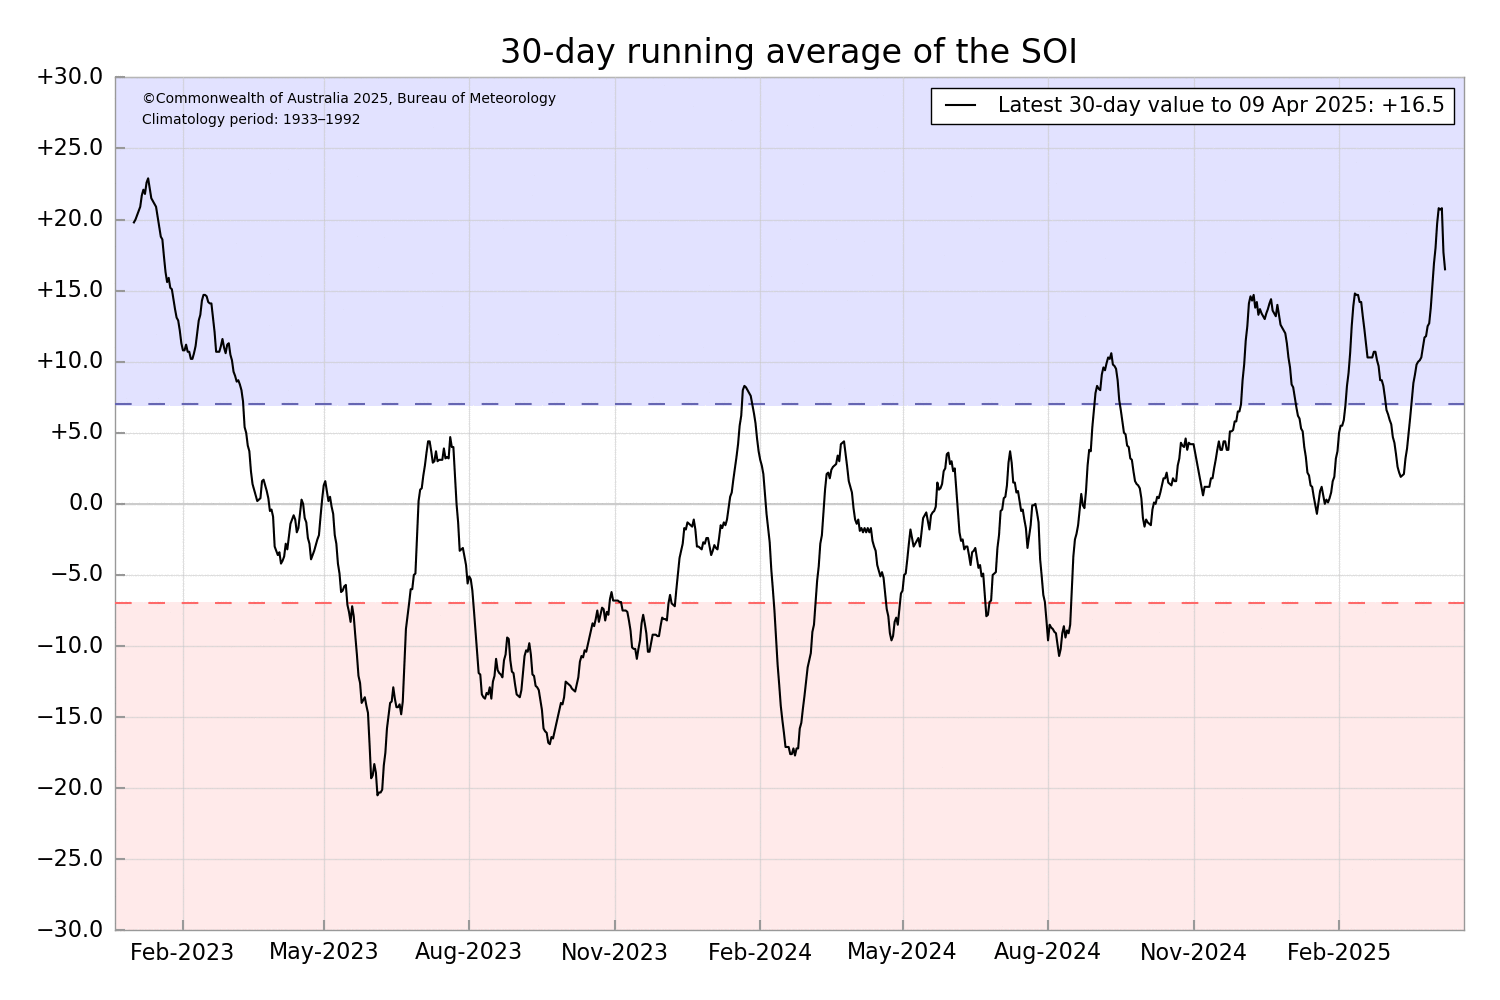 30-day running average of the SOI
+30.0
©Commonwealth of Australia 2025, Bureau of Meteorology
Climatology period: 1933–1992
Latest 30-day value to 09 Apr 2025: +16.5
+25.0
+20.0
+15.0
+10.0
+5.0
0.0
−5.0
−10.0
−15.0
−20.0
−25.0
−30.0
Feb-2023 May-2023 Aug-2023 Nov-2023 Feb-2024 May-2024 Aug-2024 Nov-2024 Feb-2025